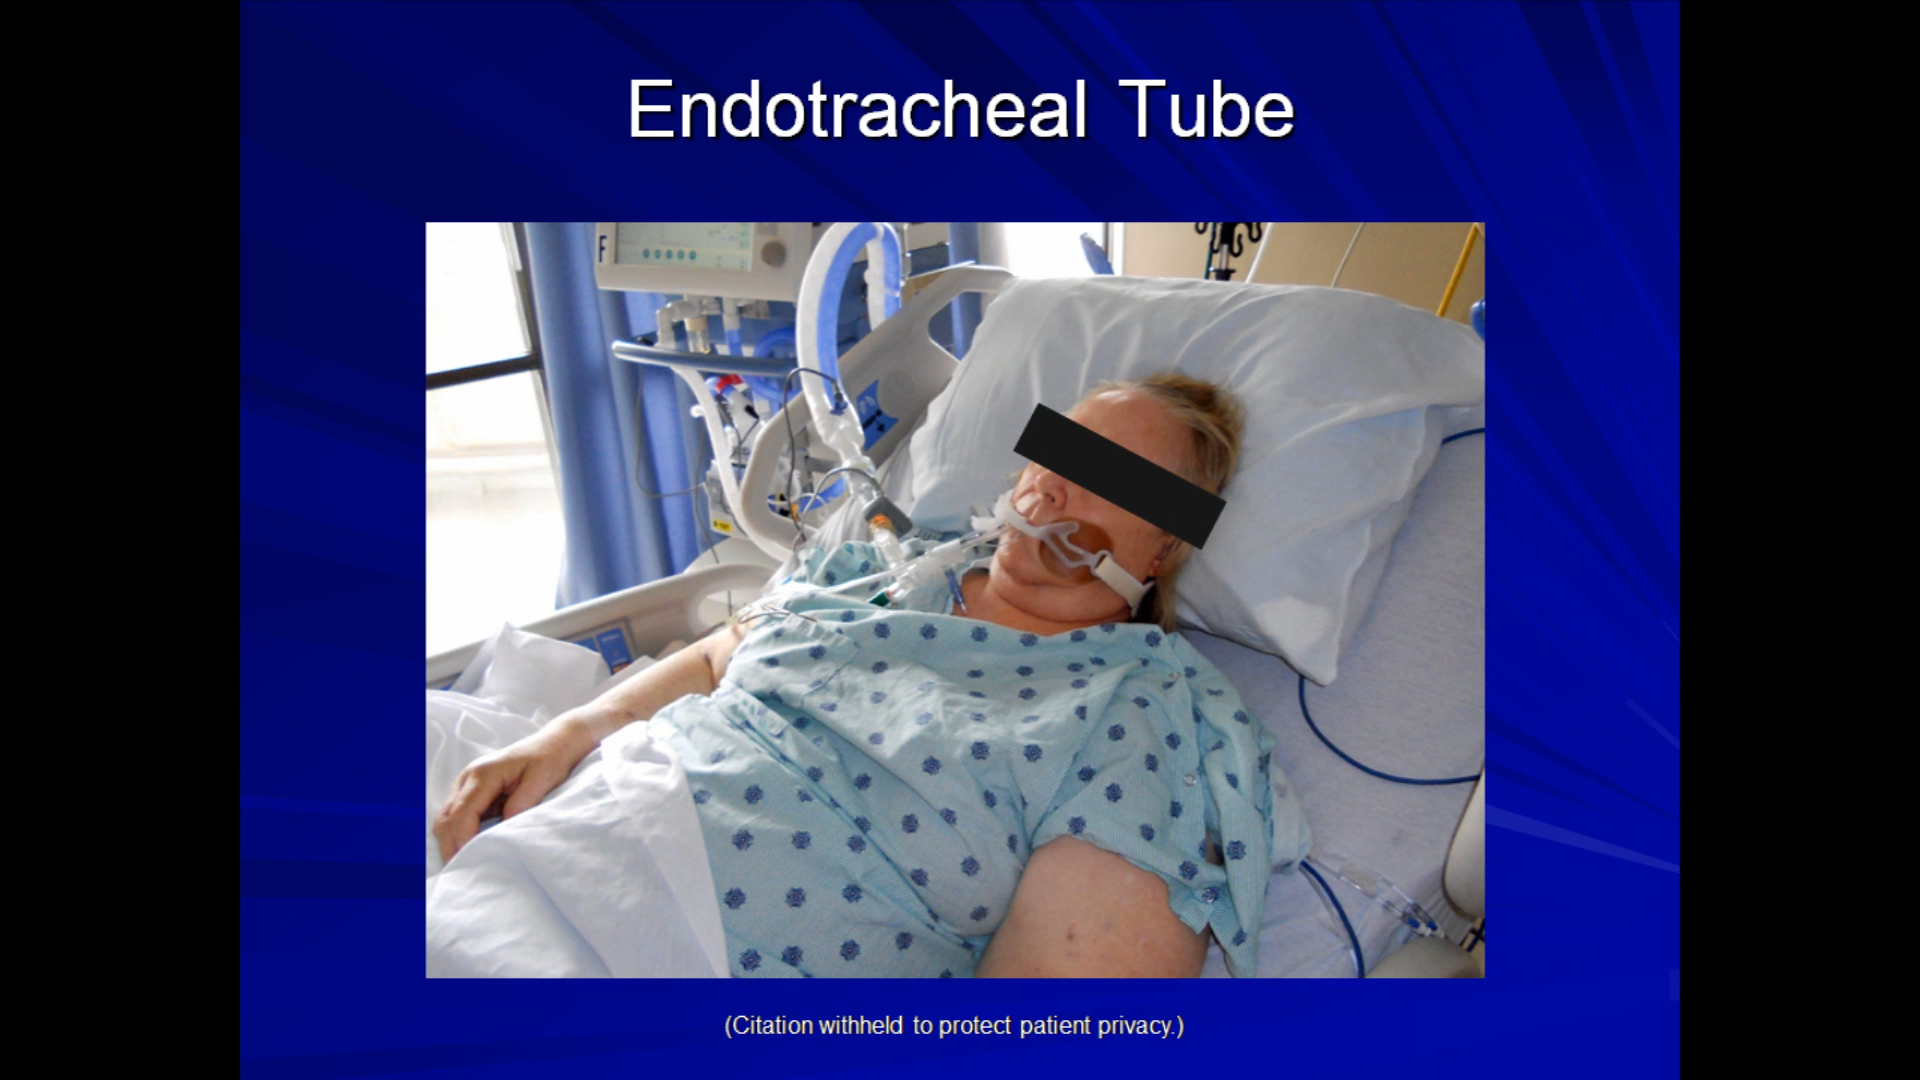 Endotracheal Tube
F
(Citation withheld to protect patient privacy.)